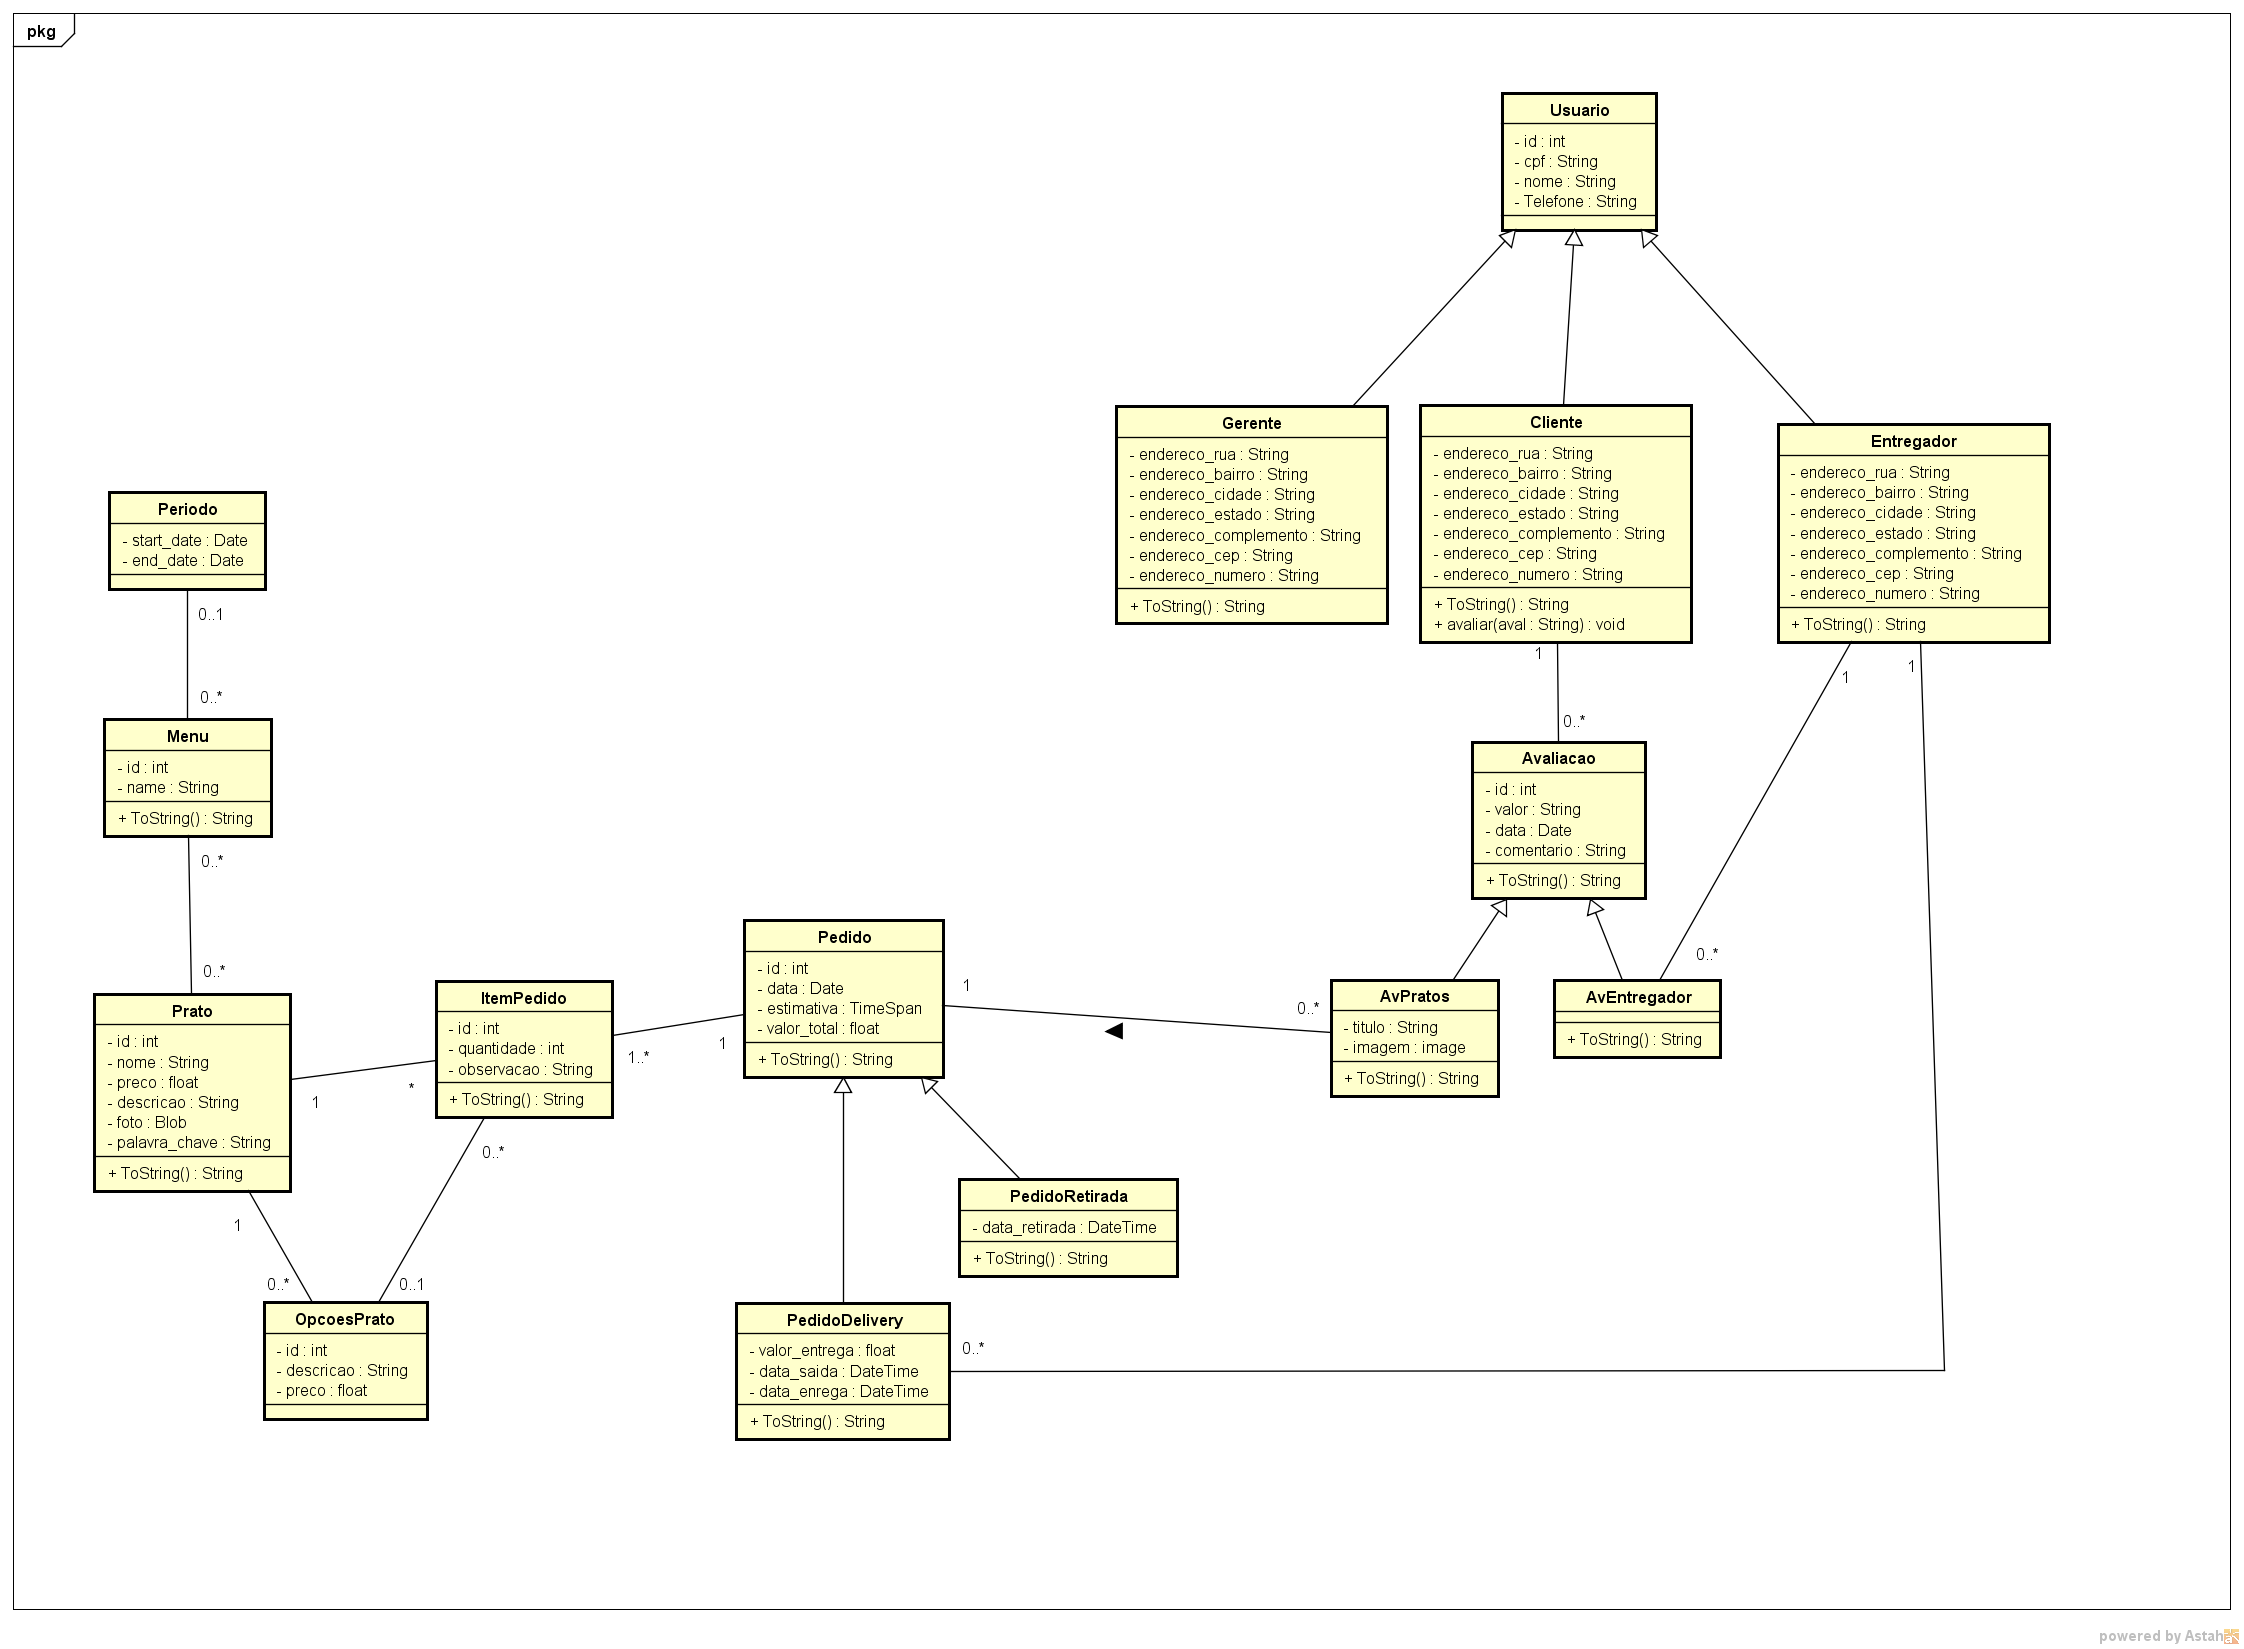 pkg
Usuario
- id : int
- cpf : String
- nome : String
- Telefone : String
Gerente
- endereco_rua : String
- endereco_bairro : String
- endereco_cidade : String
- endereco_estado : String
- endereco_complemento : String
- endereco_cep : String
- endereco_numero : String
+ ToString() : String
Cliente
- endereco_rua : String
- endereco_bairro : String
- endereco_cidade : String
- endereco_estado : String
- endereco_complemento : String
- endereco_cep : String
- endereco_numero : String
+ ToString() : String
+ avaliar(aval : String) : void
1
0..*
Entregador
- endereco_rua : String
- endereco_bairro : String
- endereco_cidade : String
- endereco_estado : String
- endereco_complemento : String
- endereco_cep : String
- endereco_numero : String
+ ToString() : String
1
1
0..*
Periodo
- start_date : Date
- end_date : Date
0..1
0..*
Menu
- id : int
- name : String
+ ToString() : String
0..*
0..*
Avaliacao
- id : int
- valor : String
- data : Date
- comentario : String
+ ToString() : String
Prato
- id : int
- nome : String
- preco : float
- descricao : String
- foto : Blob
- palavra_chave : String
+ ToString() : String
1
*
ItemPedido
- id : int
- quantidade : int
- observacao : String
+ ToString() : String
1..*
1
Pedido
- id : int
- data : Date
- estimativa : TimeSpan
- valor_total : float
+ ToString() : String
1
0..*
AvPratos
- titulo : String
- imagem : image
+ ToString() : String
AvEntregador
+ ToString() : String
0..*
1
0..*
0..1
PedidoRetirada
- data_retirada : DateTime
+ ToString() : String
OpcoesPrato
- id : int
- descricao : String
- preco : float
PedidoDelivery
- valor_entrega : float
- data_saida : DateTime
- data_enrega : DateTime
+ ToString() : String
0..*
powered by Astah